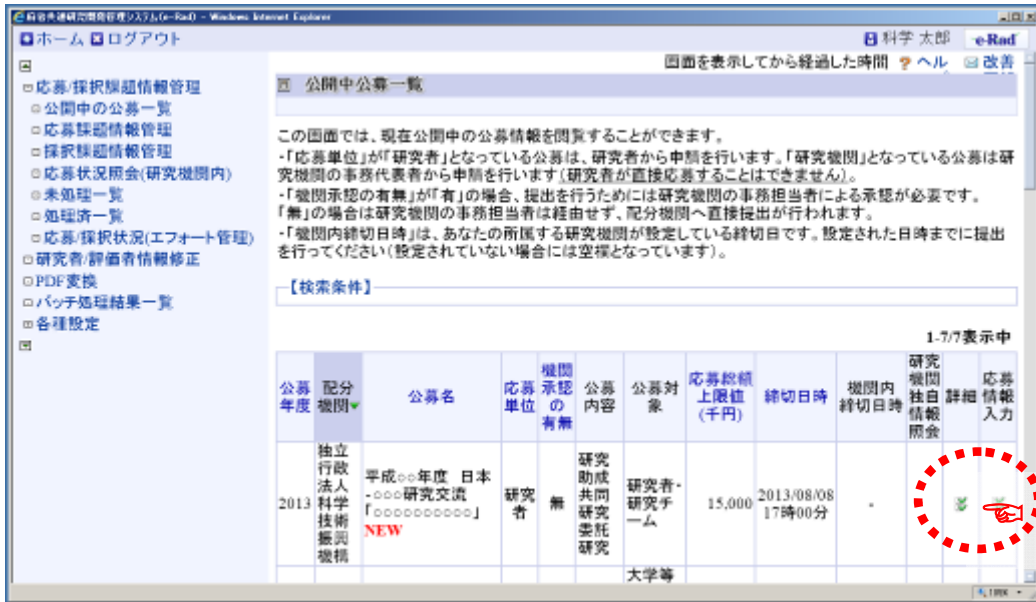 府省共通研究開発管理システム(e-Rad) - Windows Internet Explorer
ホーム ログアウト
科学 太郎 e-Rad
画面を表示してから経過した時間 ? ヘル 改善
応募/採択課題情報管理
公開中の公募一覧
応募課題情報管理
採択課題情報管理
応募状況照会(研究機関内)
未処理一覧
処理済一覧
応募/採択状況(エフォート管理)
研究者/評価者情報修正
PDF変換
バッチ処理結果一覧
各種設定
公開中公募一覧
この画面では、現在公開中の公募情報を閲覧することができます。
・「応募単位」が「研究者」となっている公募は、研究者から申請を行います。「研究機関」となっている公募は研
究機関の事務代表者から申請を行います(研究者が直接応募することはできません)。
・「機関承認の有無」が「有」の場合、提出を行うためには研究機関の事務担当者による承認が必要です。
「無」の場合は研究機関の事務担当者は経由せず、配分機関へ直接提出が行われます。
・「機関内締切日時」は、あなたの所属する研究機関が設定している締切日です。設定された日時までに提出
を行ってください(設定されていない場合には空欄となっています)。
【検索条件】
1-7/7表示中
公募
年度
配分
機関▼
公募名
応募
単位
機関
承認
の
有無
公募
内容
公募対
象
応募総額
上限値
(千円)
締切日時
機関内
締切日時
研究
機関
独自
情報
照会
詳細
応募
情報
入力
2013
独立
行政
法人
科学
技術
振興
機構
平成○○年度 日本
-○○○研究交流
「○○○○○○○○○○」
NEW
研究
者
無
研究
助成
共同
研究
委託
研究
研究者・
研究チ
ーム
15,000
2013/08/08
17時00分
-
大学等